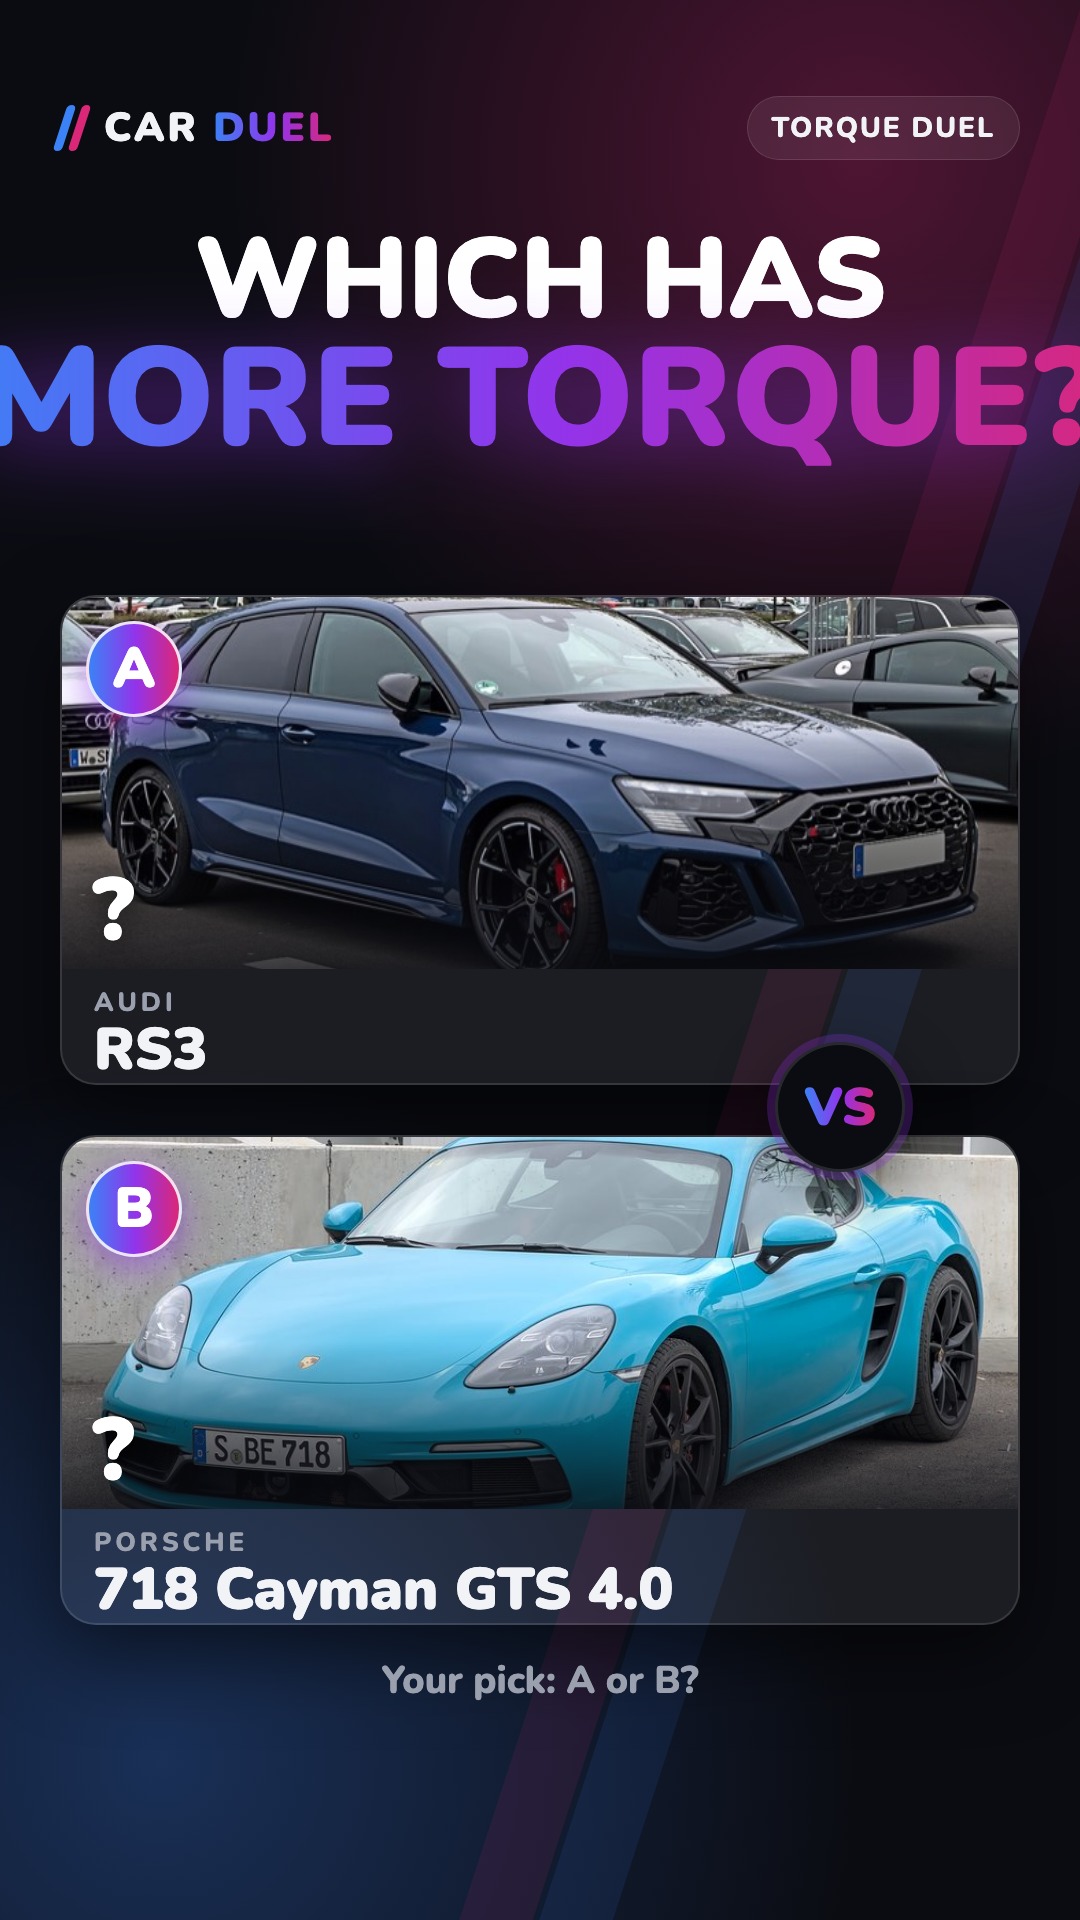 // CAR DUEL
TORQUE DUEL
WHICH HAS
MORE TORQUE?
A
?
AUDI
RS3
VS
B
S BE 718
?
PORSCHE
718 Cayman GTS 4.0
Your pick: A or B?